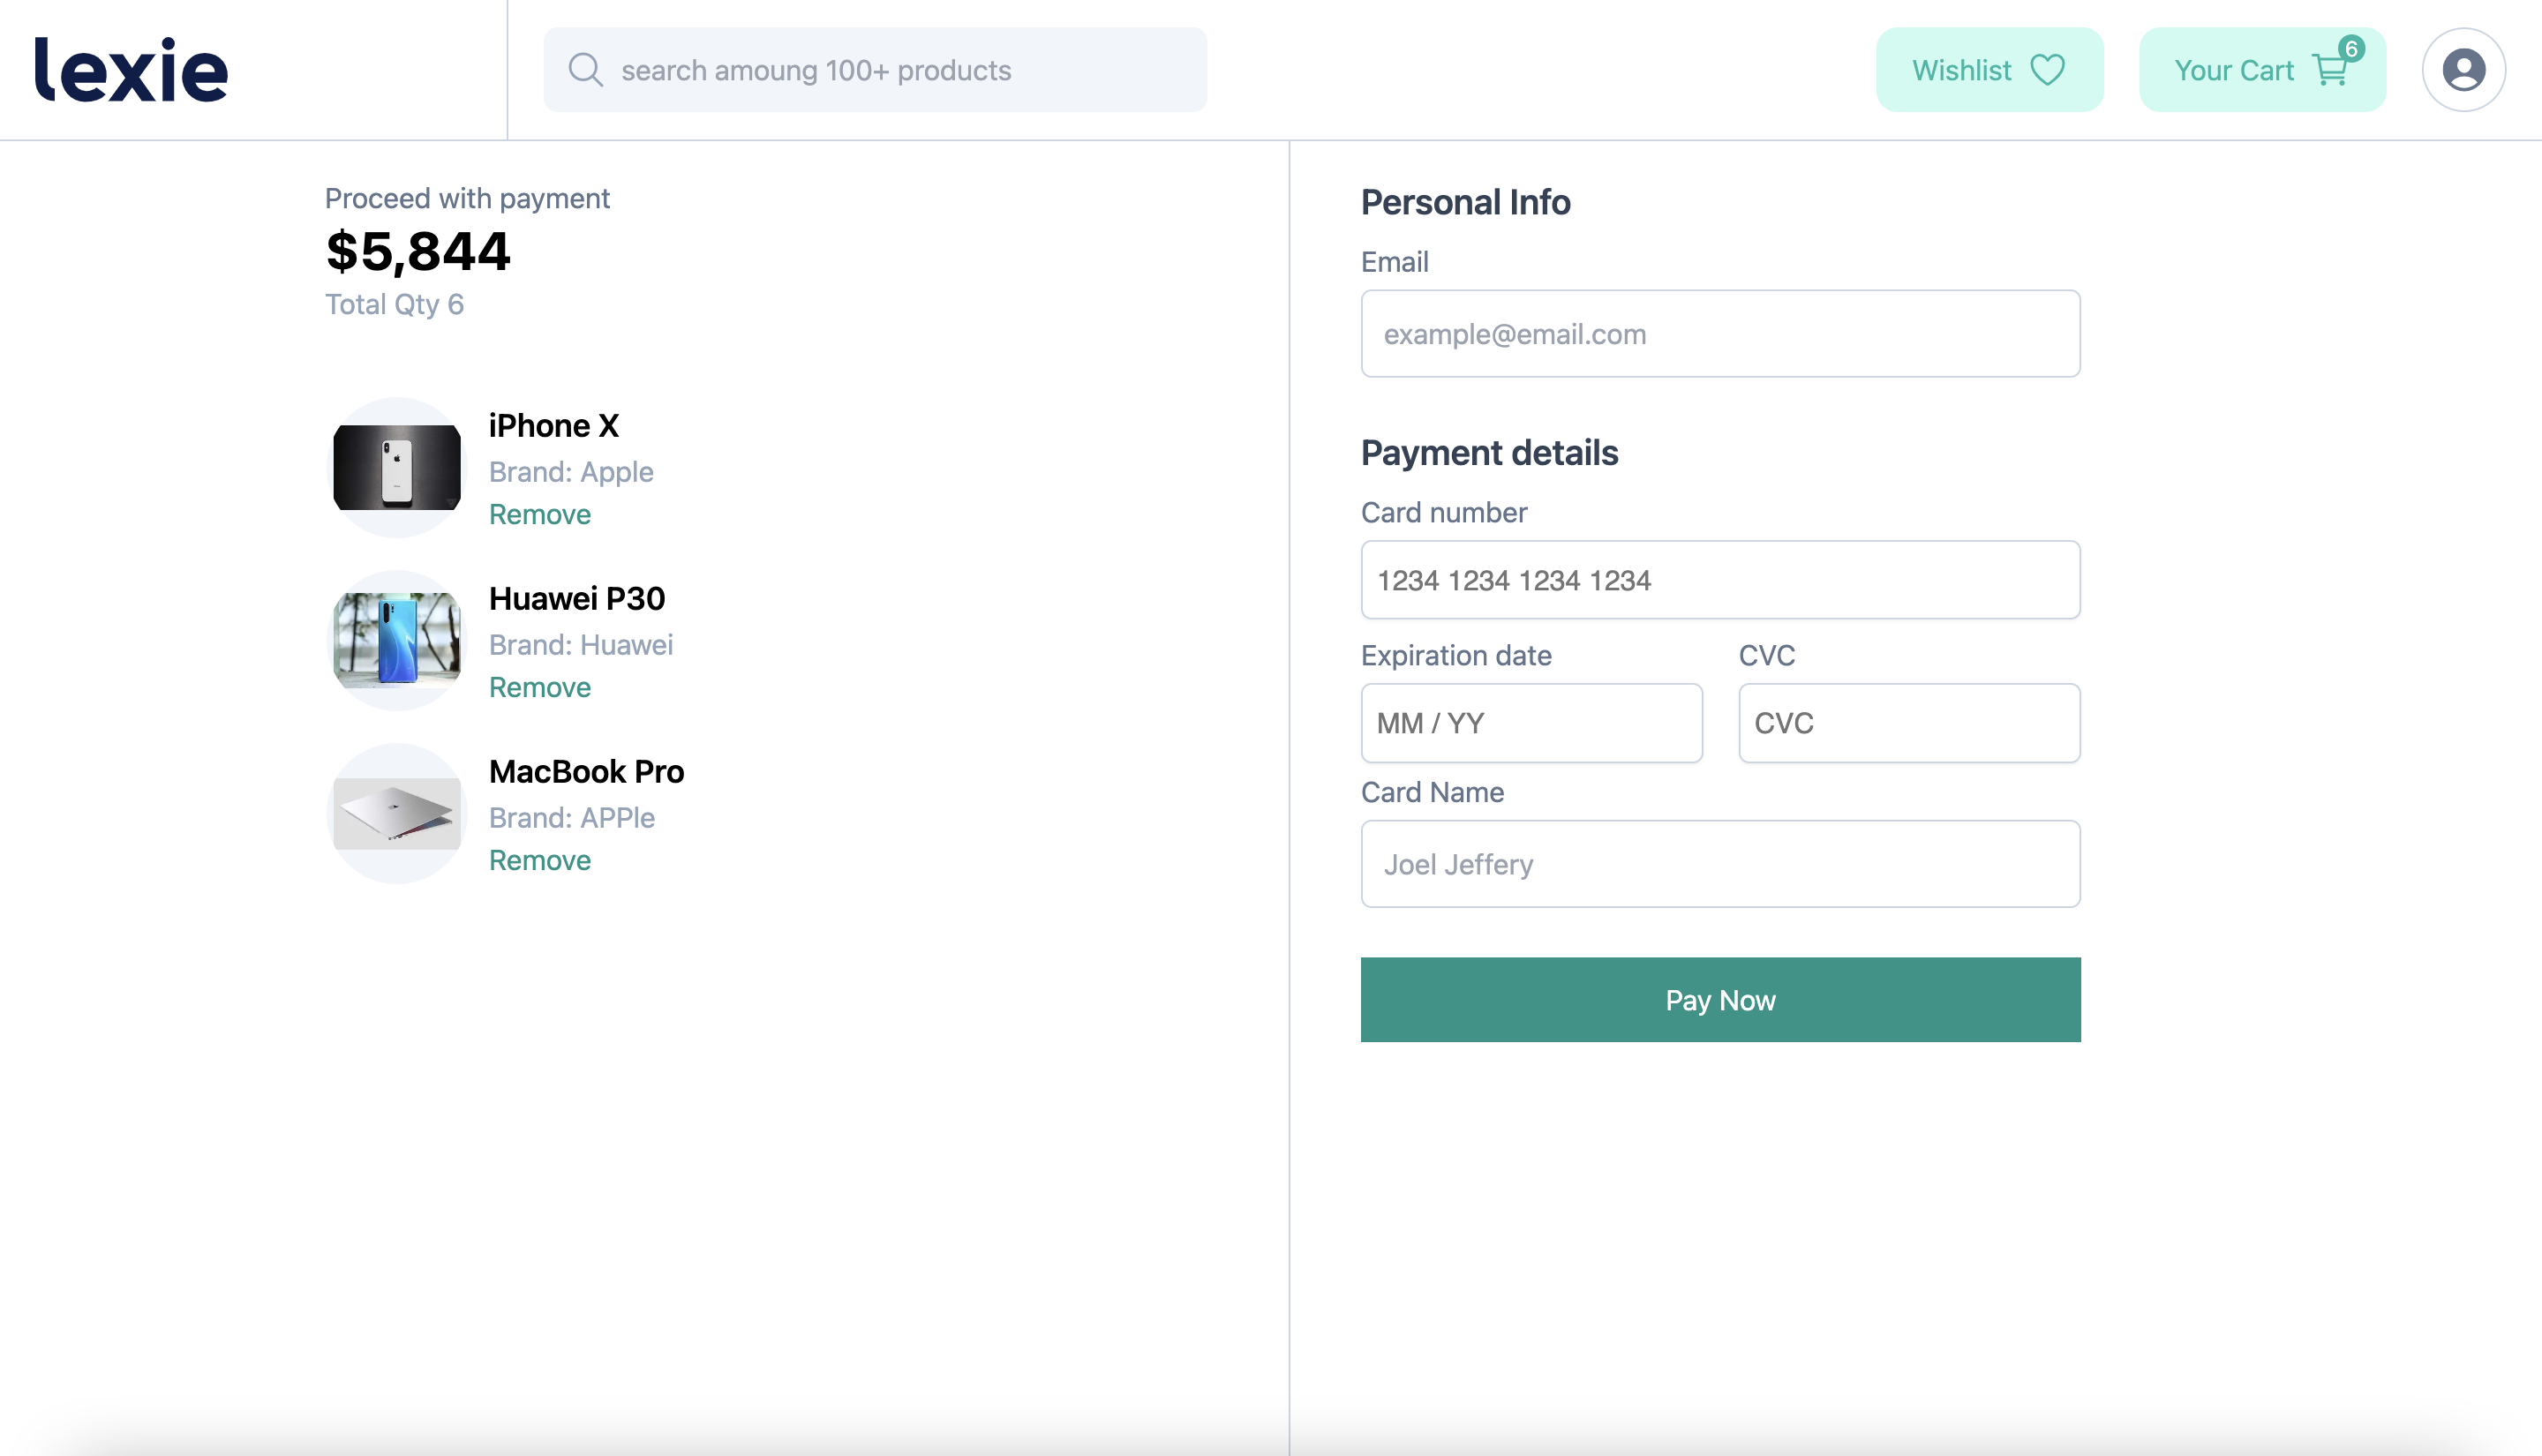 lexie
search amoung 100+ products
Wishlist
Your Cart 6
Proceed with payment
$5,844
Total Qty 6
iPhone X
Brand: Apple
Remove
Huawei P30
Brand: Huawei
Remove
MacBook Pro
Brand: APPle
Remove
Personal Info
Email
example@email.com
Payment details
Card number
1234 1234 1234 1234
Expiration date CVC
MM / YY CVC
Card Name
Joel Jeffery
Pay Now